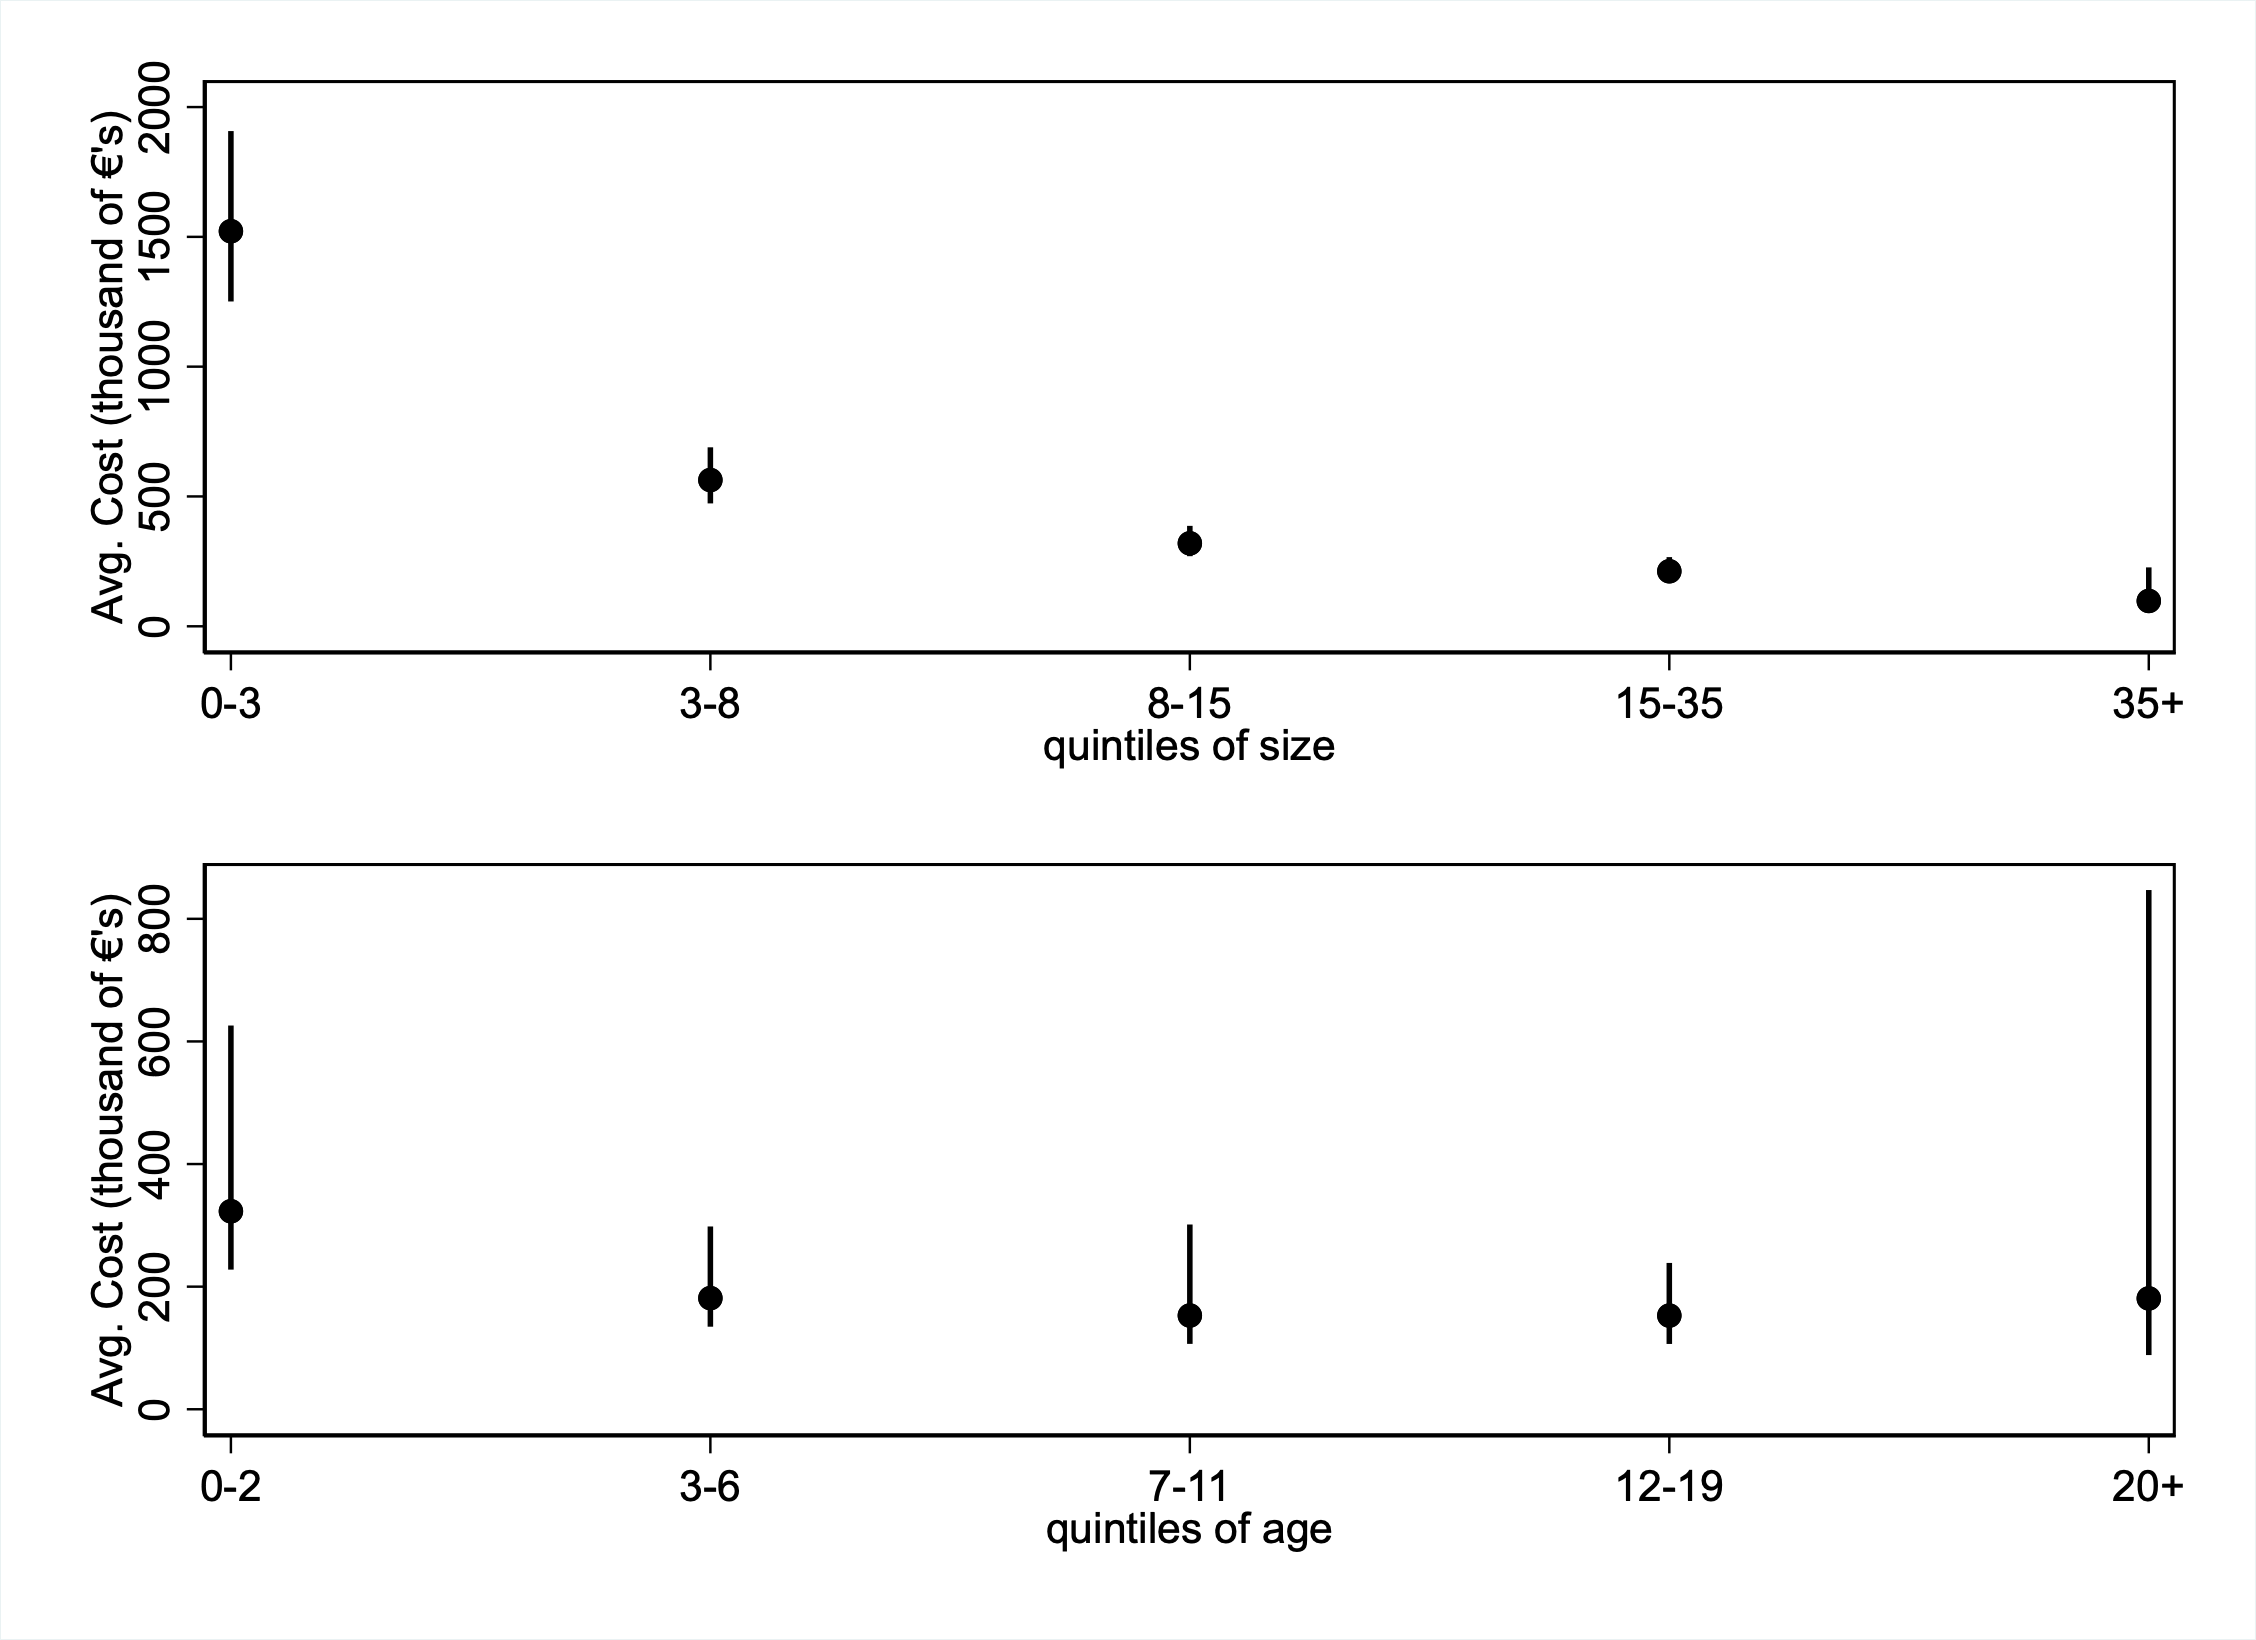 Avg. Cost (thousand of €'s)
2000
1500
1000
500
0
0-3 3-8 8-15 15-35 35+
quintiles of size
Avg. Cost (thousand of €'s)
800
600
400
200
0
0-2 3-6 7-11 12-19 20+
quintiles of age